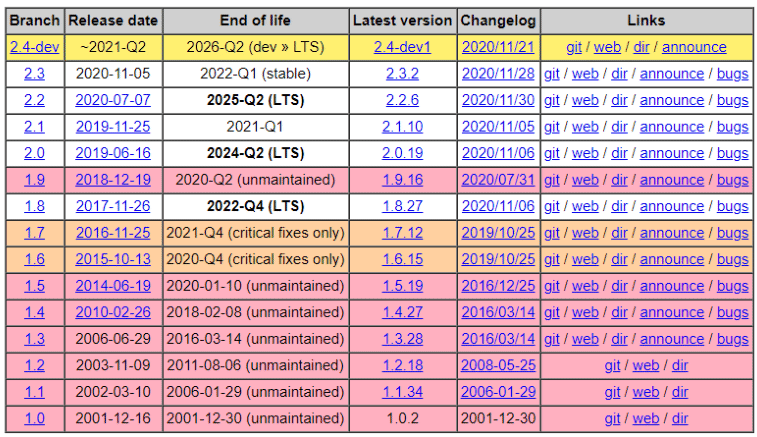 Branch Release date End of life Latest version Changelog Links
2.4-dev ~2021-Q2 2026-Q2 (dev » LTS) 2.4-dev1 2020/11/21 git / web / dir / announce
2.3 2020-11-05 2022-Q1 (stable) 2.3.2 2020/11/28 git / web / dir / announce / bugs
2.2 2020-07-07 2025-Q2 (LTS) 2.2.6 2020/11/30 git / web / dir / announce / bugs
2.1 2019-11-25 2021-Q1 2.1.10 2020/11/05 git / web / dir / announce / bugs
2.0 2019-06-16 2024-Q2 (LTS) 2.0.19 2020/11/06 git / web / dir / announce / bugs
1.9 2018-12-19 2020-Q2 (unmaintained) 1.9.16 2020/07/31 git / web / dir / announce / bugs
1.8 2017-11-26 2022-Q4 (LTS) 1.8.27 2020/11/06 git / web / dir / announce / bugs
1.7 2016-11-25 2021-Q4 (critical fixes only) 1.7.12 2019/10/25 git / web / dir / announce / bugs
1.6 2015-10-13 2020-Q4 (critical fixes only) 1.6.15 2019/10/25 git / web / dir / announce / bugs
1.5 2014-06-19 2020-01-10 (unmaintained) 1.5.19 2016/12/25 git / web / dir / announce / bugs
1.4 2010-02-26 2018-02-08 (unmaintained) 1.4.27 2016/03/14 git / web / dir / announce / bugs
1.3 2006-06-29 2016-03-14 (unmaintained) 1.3.28 2016/03/14 git / web / dir / announce / bugs
1.2 2003-11-09 2011-08-06 (unmaintained) 1.2.18 2008-05-25 git / web / dir
1.1 2002-03-10 2006-01-29 (unmaintained) 1.1.34 2006-01-29 git / web / dir
1.0 2001-12-16 2001-12-30 (unmaintained) 1.0.2 2001-12-30 git / web / dir